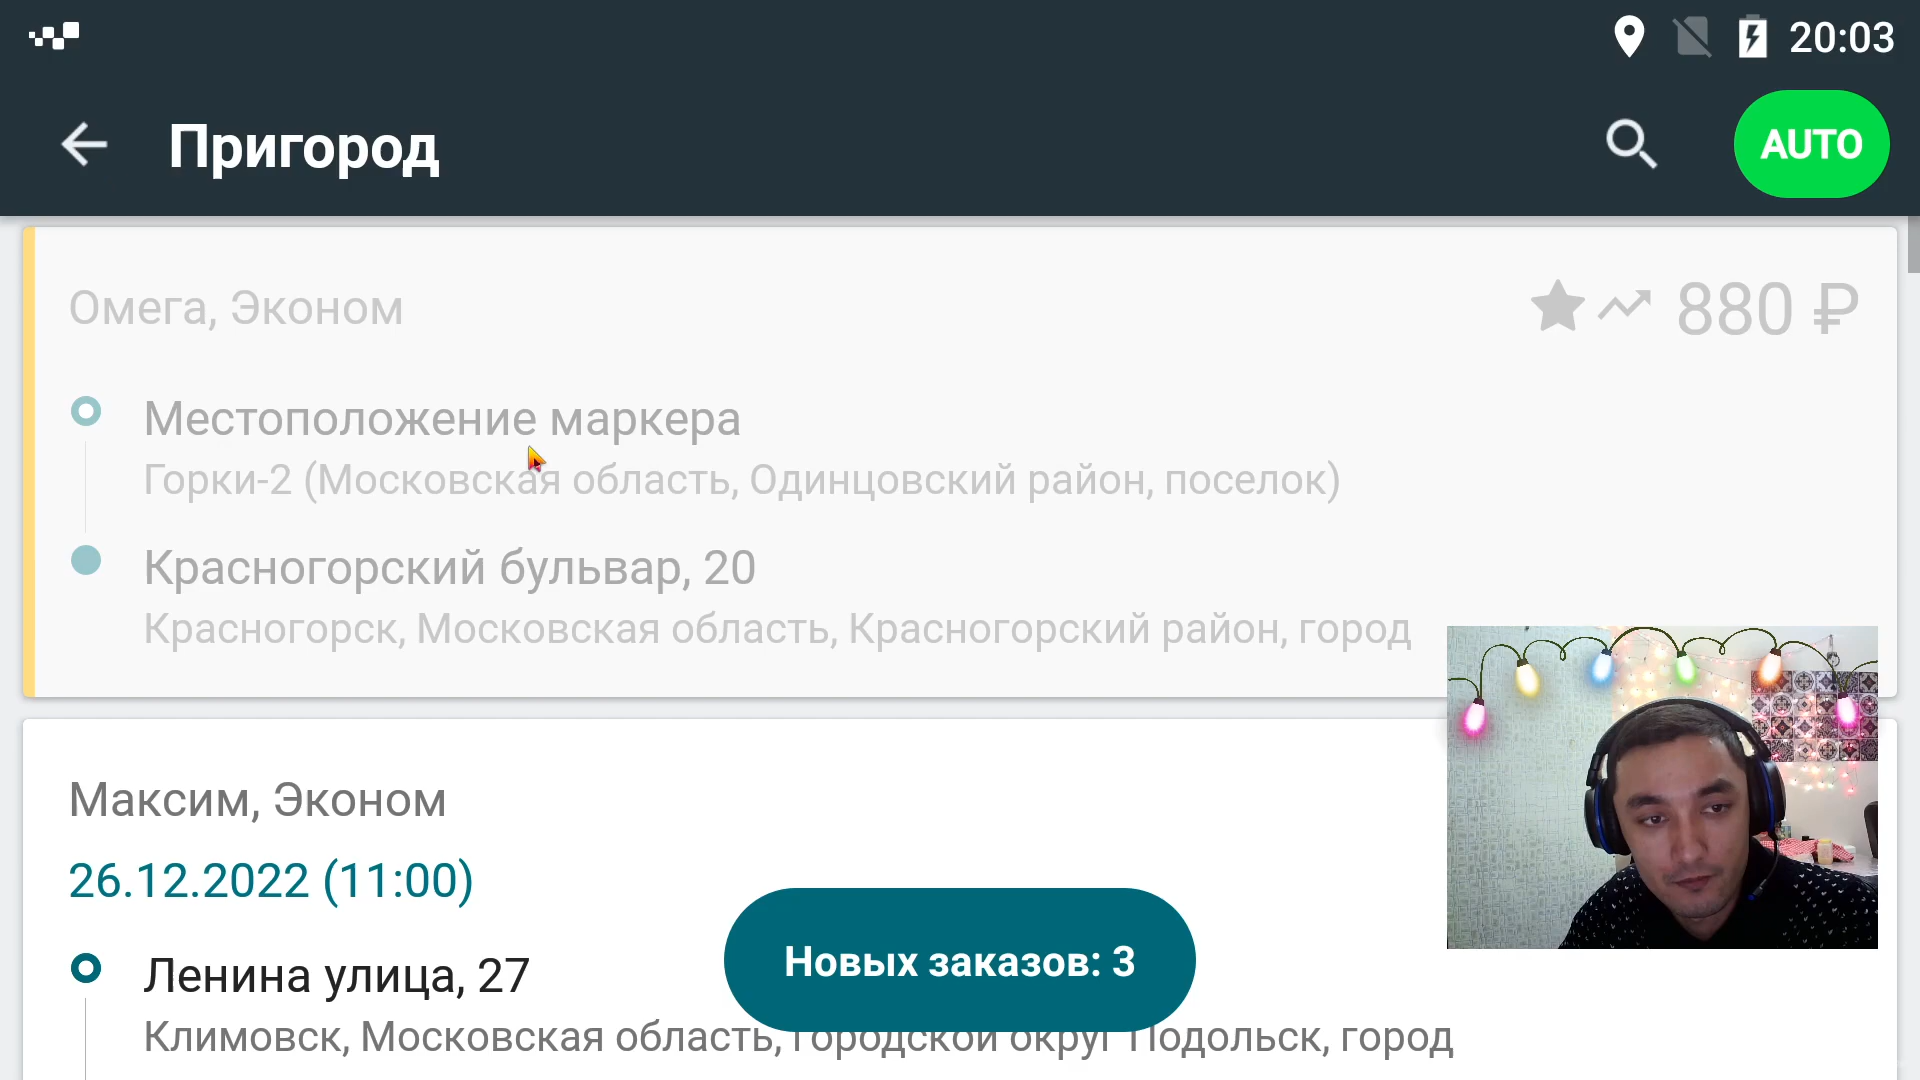 20:03
Пригород
AUTO
Омега, Эконом
880 ₽
Местоположение маркера
Горки-2 (Московская область, Одинцовский район, поселок)
Красногорский бульвар, 20
Красногорск, Московская область, Красногорский район, город
Максим, Эконом
26.12.2022 (11:00)
Ленина улица, 27
Новых заказов: 3
Климовск, Московская область, Городской округ Подольск, город